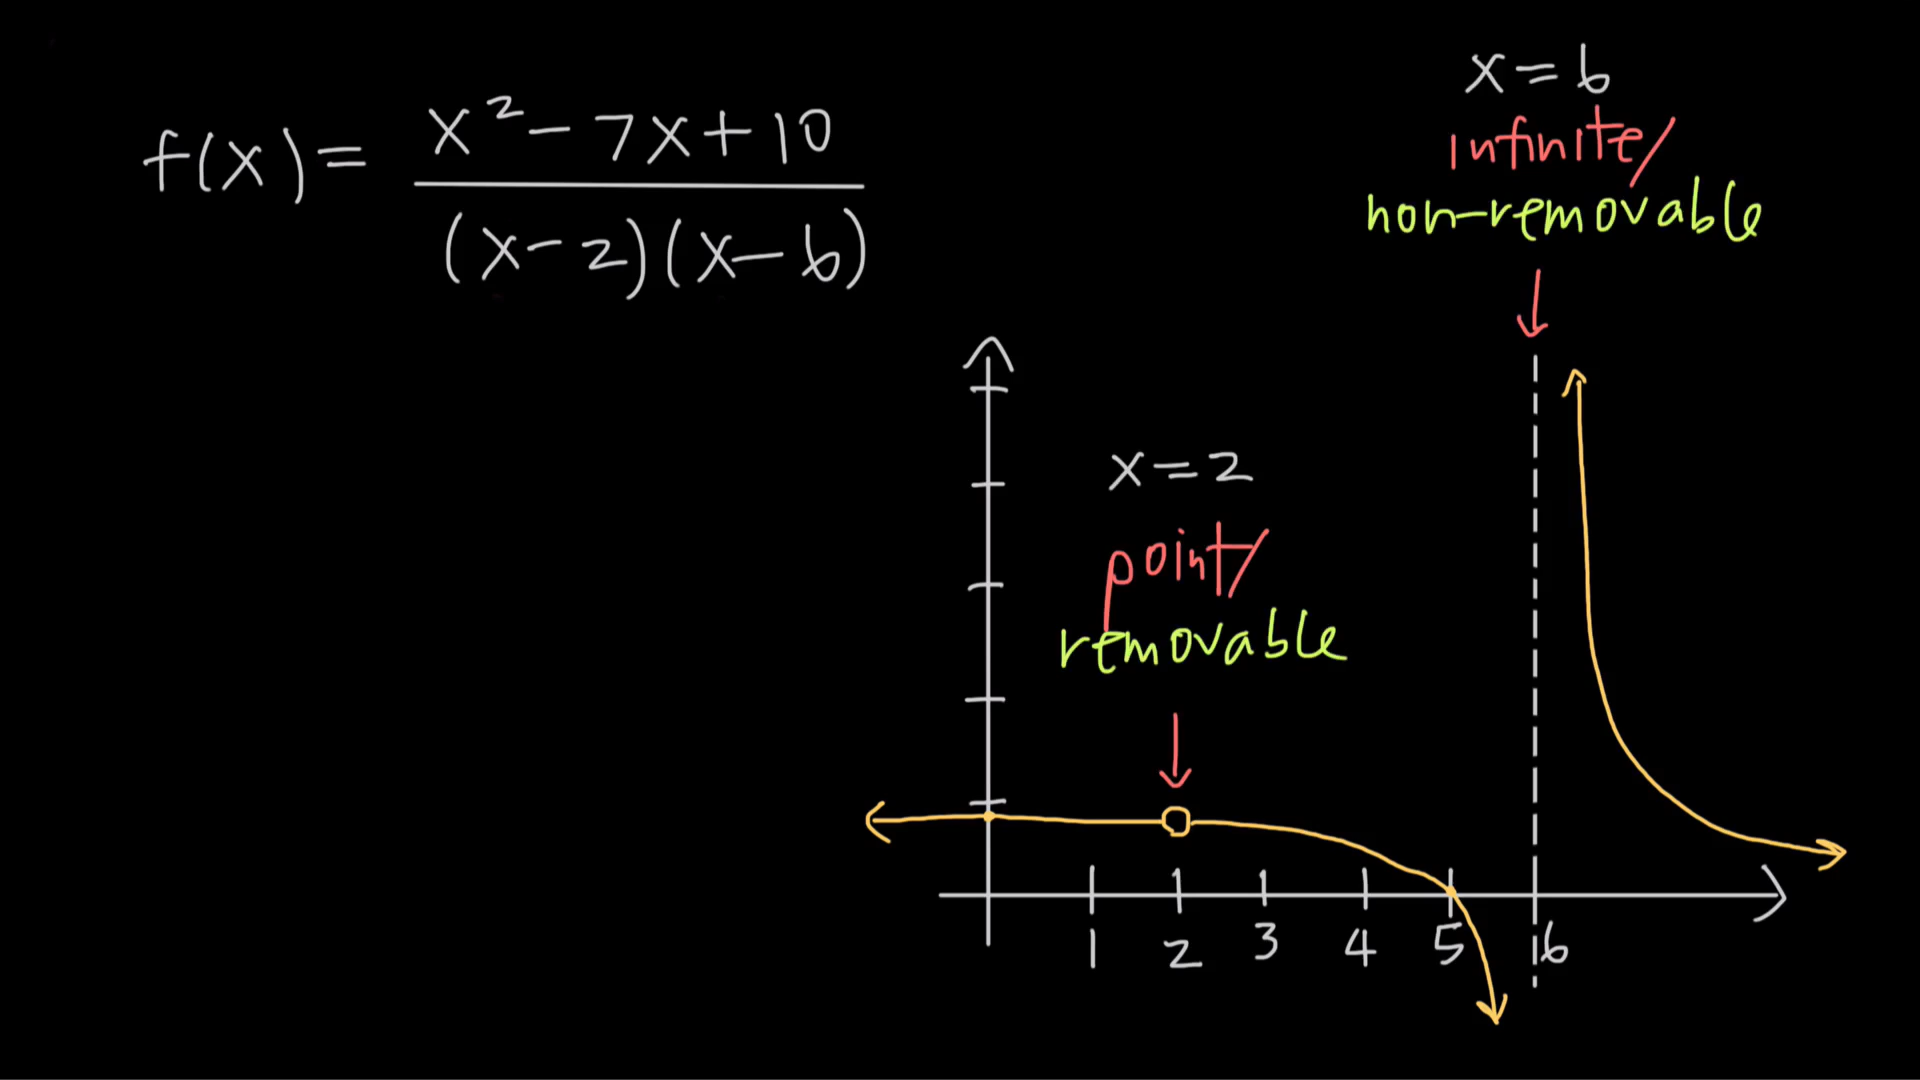 f(x) = x² - 7x + 10
(x - 2)(x - 6)
x = 6
infinite/
non-removable
x = 2
point/
removable
1 2 3 4 5 6